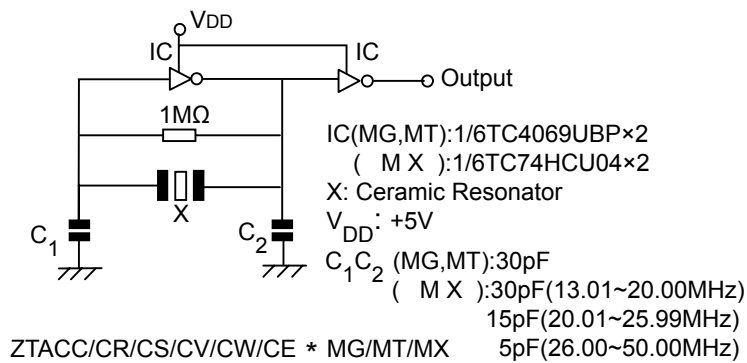 VDD
IC IC
Output
1MΩ
X
C1
C2
IC(MG,MT):1/6TC4069UBP×2
( M X ):1/6TC74HCU04×2
X: Ceramic Resonator
VDD: +5V
C1C2 (MG,MT):30pF
( M X ):30pF(13.01~20.00MHz)
15pF(20.01~25.99MHz)
5pF(26.00~50.00MHz)
ZTACC/CR/CS/CV/CW/CE * MG/MT/MX